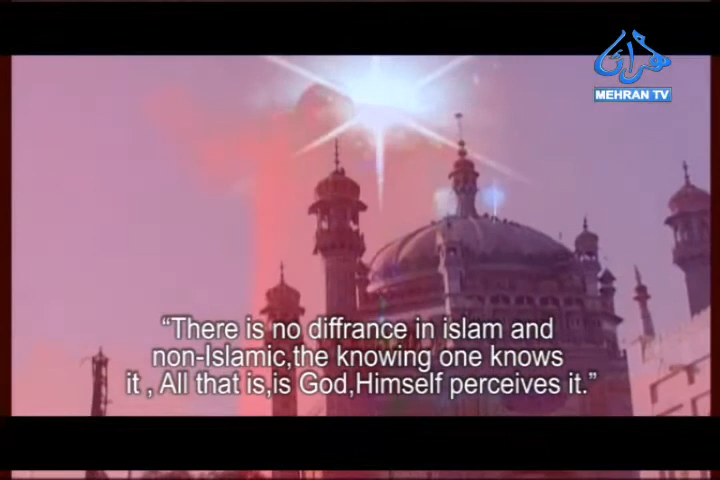 مهراڻ
MEHRAN TV
“There is no diffrance in islam and
non-Islamic,the knowing one knows
it , All that is,is God,Himself perceives it.”